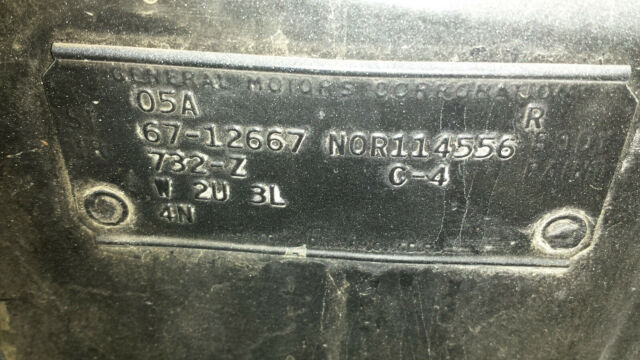 GENERAL MOTORS CORPORATION
05A R
67-12667 NOR114556
732-Z C-4
W 2U 3L
4N